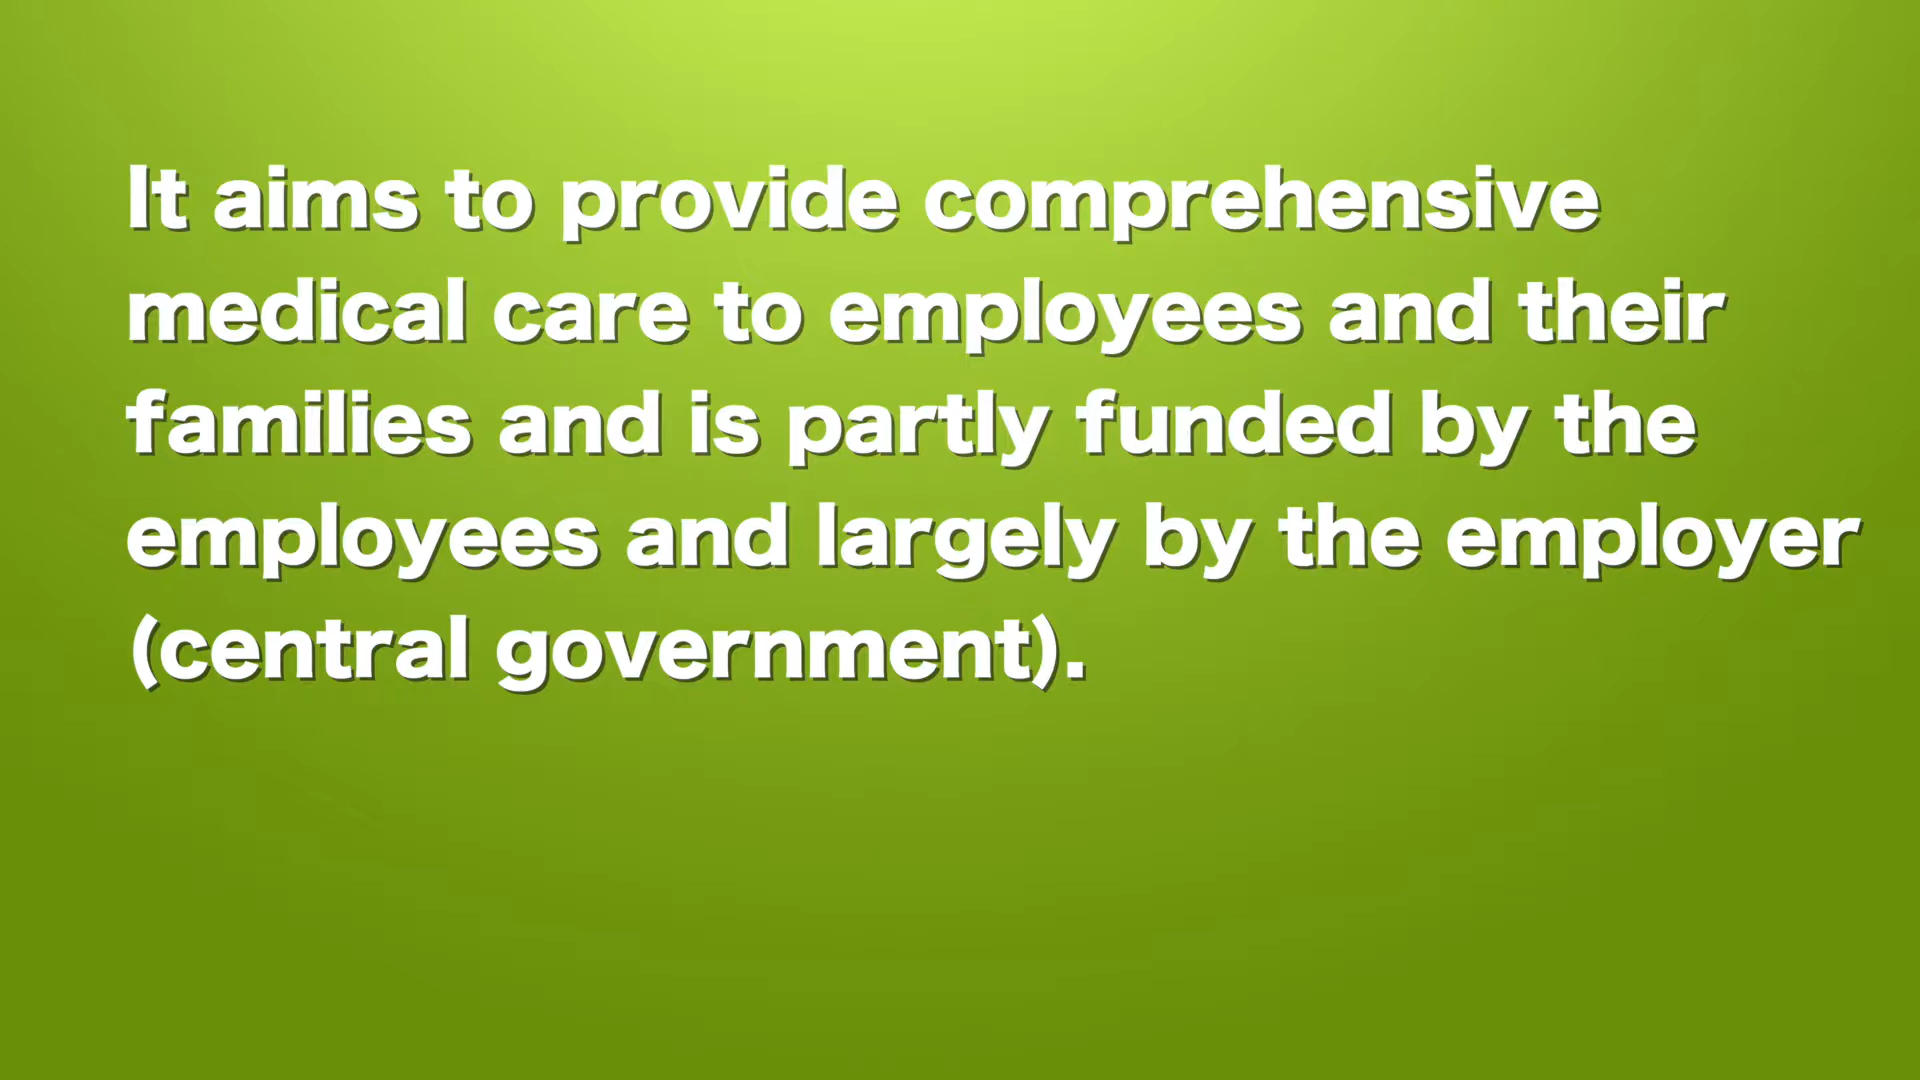 It aims to provide comprehensive
medical care to employees and their
families and is partly funded by the
employees and largely by the employer
(central government).